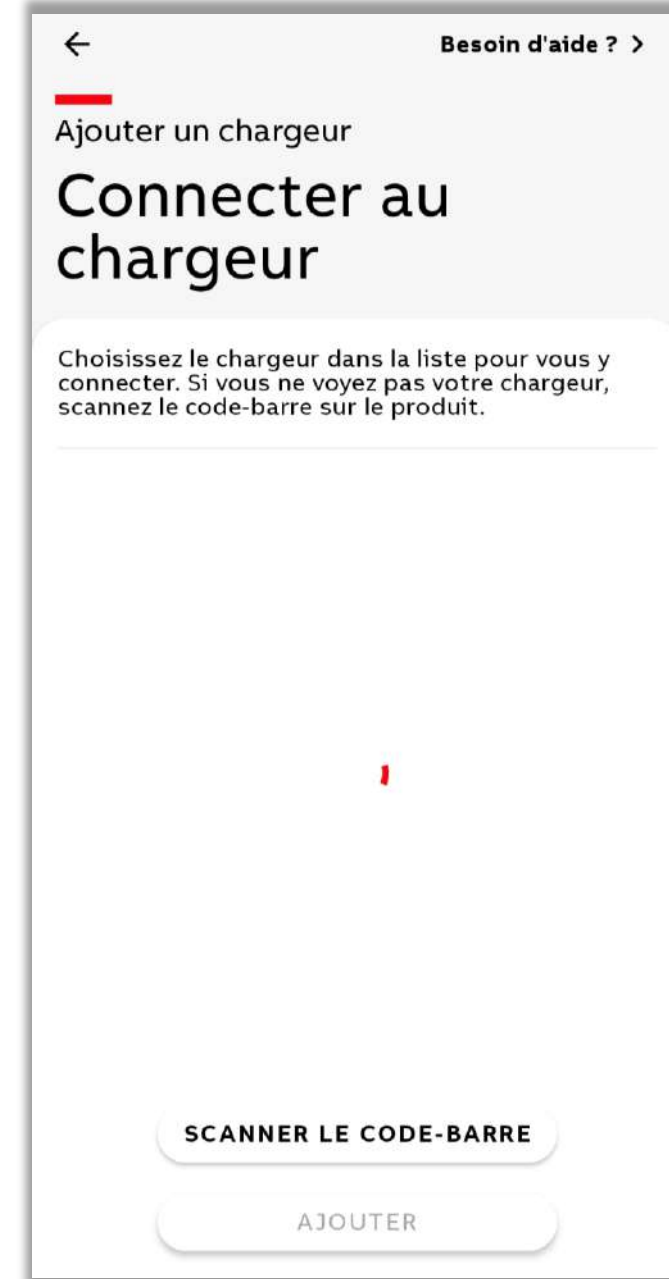 Besoin d'aide ?
Ajouter un chargeur
Connecter au
chargeur
Choisissez le chargeur dans la liste pour vous y
connecter. Si vous ne voyez pas votre chargeur,
scannez le code-barre sur le produit.
SCANNER LE CODE-BARRE
AJOUTER